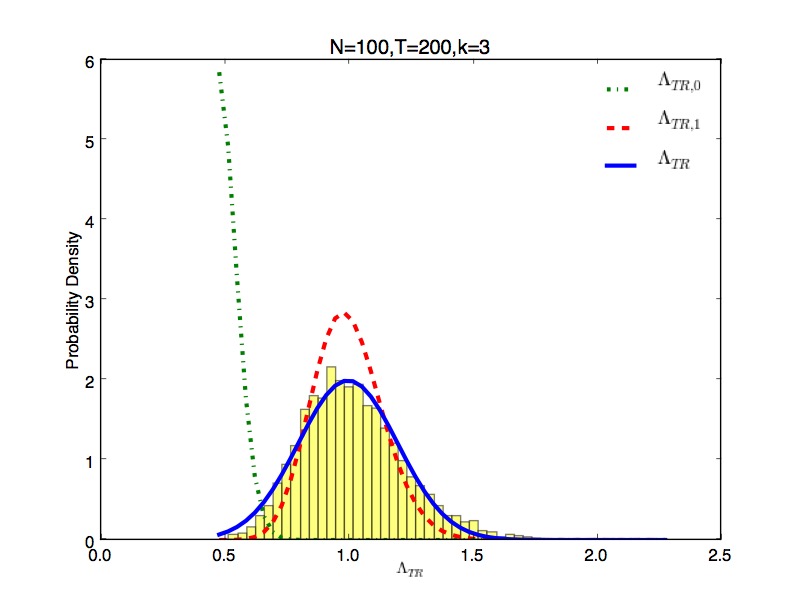 N=100,T=200,k=3
6
5
4
3
2
1
0
Probability Density
Λ_{TR,0}
Λ_{TR,1}
Λ_{TR}
0.0 0.5 1.0 1.5 2.0 2.5
Λ_{TR}